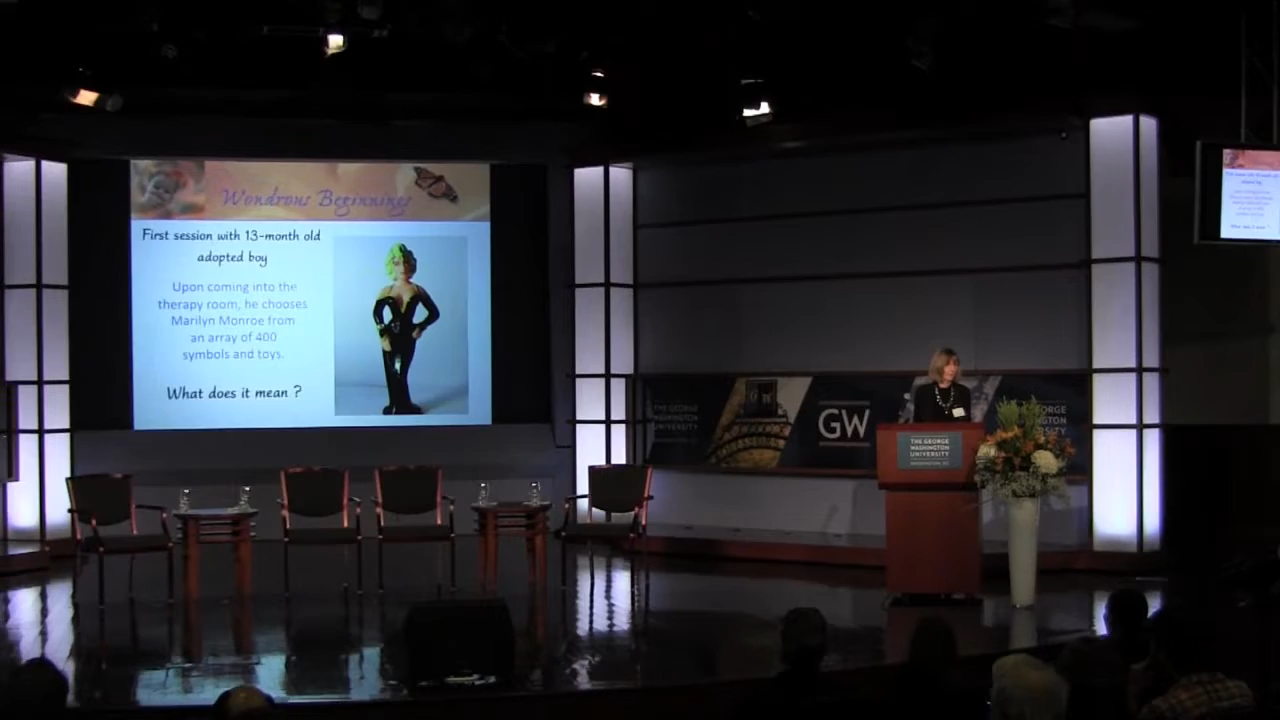 Wondrous Beginnings
First session with 13-month old
adopted boy
Upon coming into the
therapy room, he chooses
Marilyn Monroe from
an array of 400
symbols and toys.
What does it mean ?
THE GEORGE
WASHINGTON
UNIVERSITY
GW
THE GEORGE
WASHINGTON
UNIVERSITY
WASHINGTON, DC